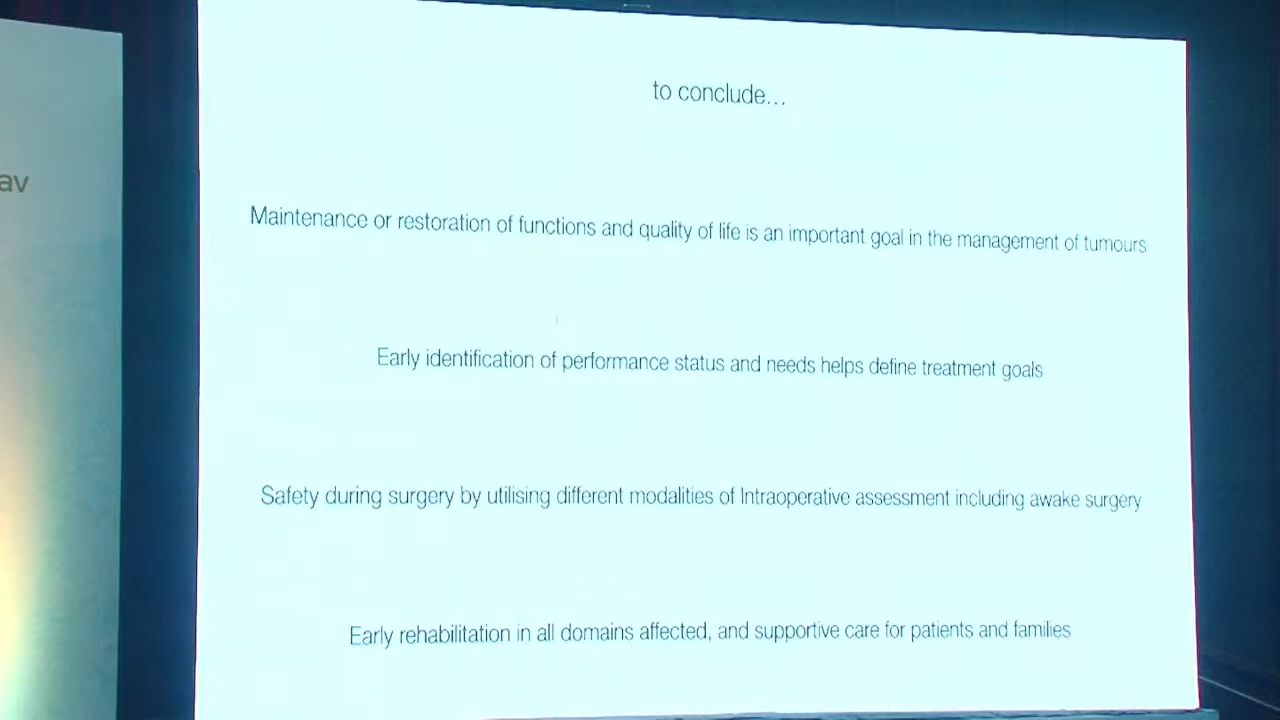 to conclude...
av
Maintenance or restoration of functions and quality of life is an important goal in the management of tumours
Early identification of performance status and needs helps define treatment goals
Safety during surgery by utilising different modalities of Intraoperative assessment including awake surgery
Early rehabilitation in all domains affected, and supportive care for patients and families